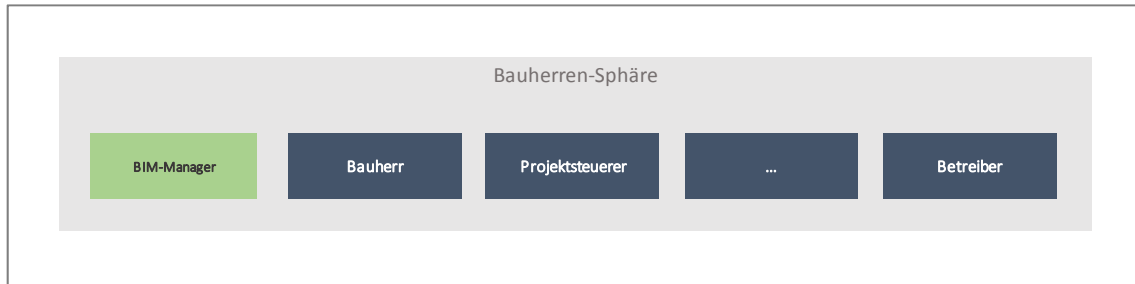 Bauherren-Sphäre
BIM-Manager
Bauherr
Projektsteuerer
...
Betreiber